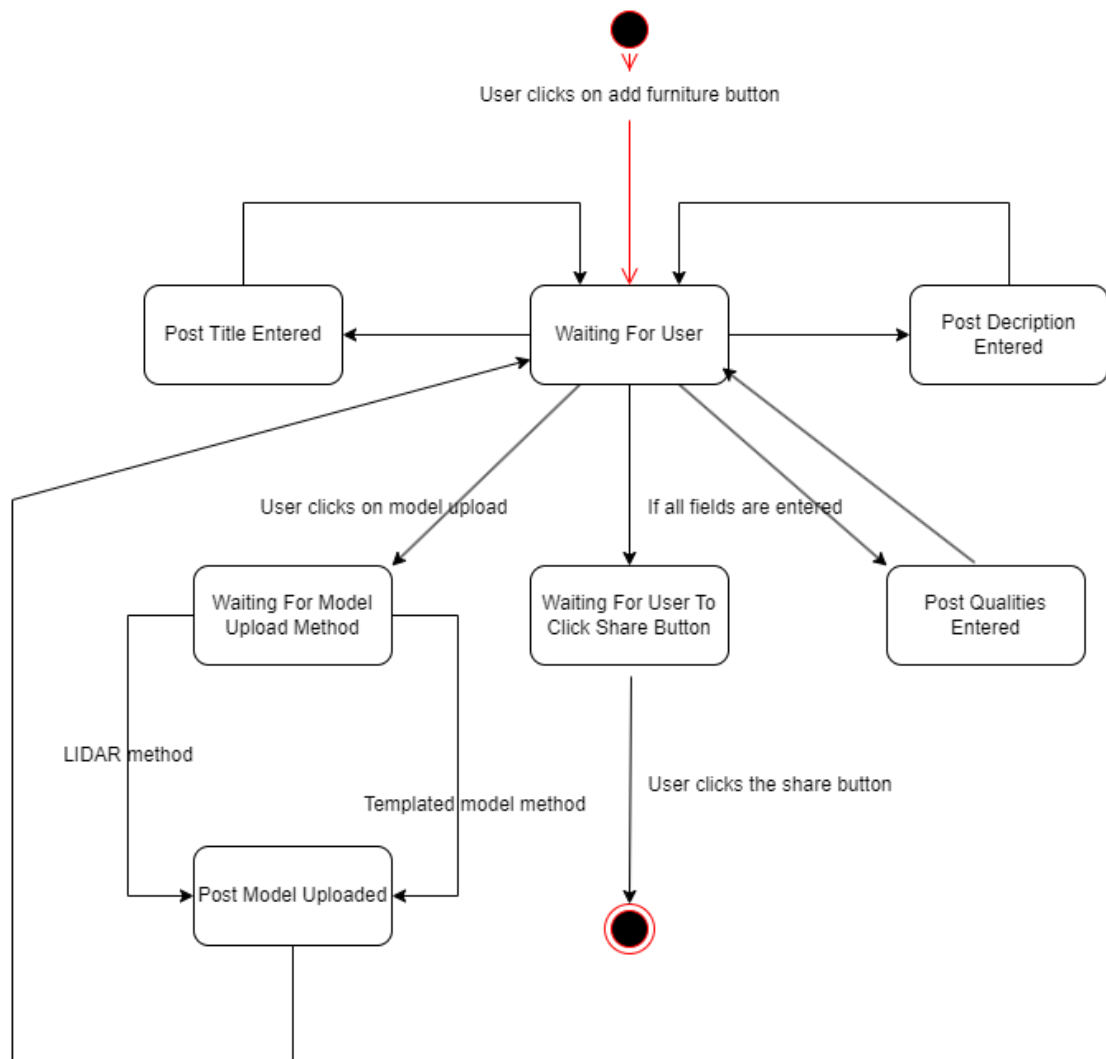 User clicks on add furniture button
Post Title Entered
Waiting For User
Post Decription
Entered
User clicks on model upload
If all fields are entered
Waiting For Model
Upload Method
Waiting For User To
Click Share Button
Post Qualities
Entered
LIDAR method
Templated model method
User clicks the share button
Post Model Uploaded